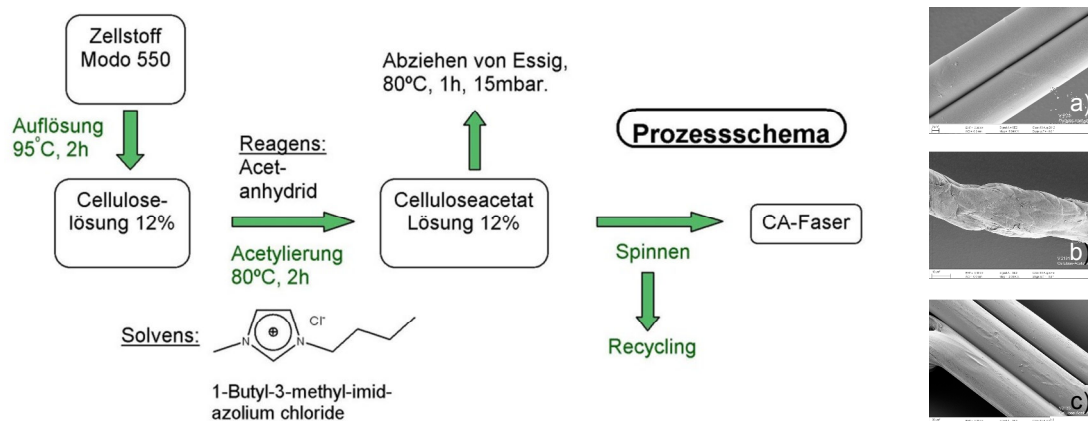 Zellstoff
Modo 550
Auflösung
95°C, 2h
Cellulose-
lösung 12%
Reagens:
Acet-
anhydrid
Acetylierung
80ºC, 2h
Abziehen von Essig,
80ºC, 1h, 15mbar.
Celluloseacetat
Lösung 12%
Prozessschema
Spinnen
Recycling
CA-Faser
Solvens:
N
N
Cl-
1-Butyl-3-methyl-imid-
azolium chloride
a)
b)
c)